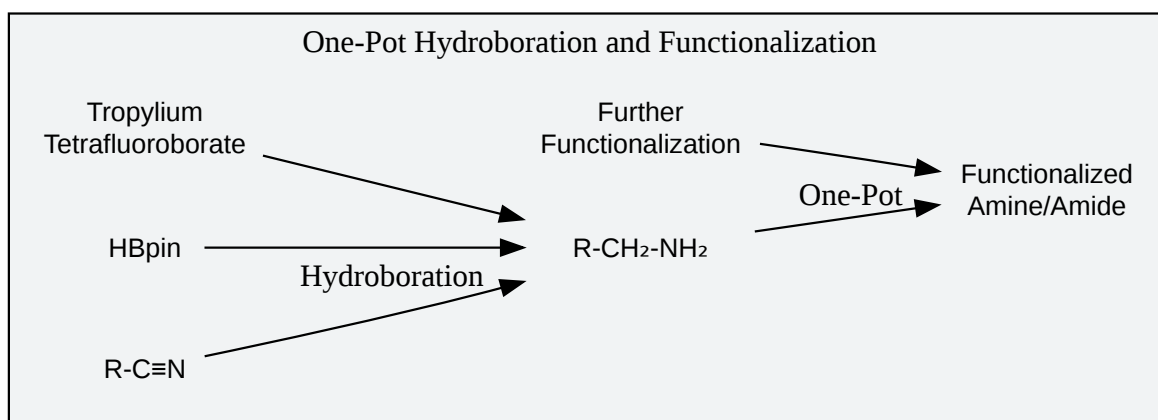 One-Pot Hydroboration and Functionalization
Tropylium
Tetrafluoroborate
Further
Functionalization
Functionalized
Amine/Amide
One-Pot
HBpin
R-CH₂-NH₂
Hydroboration
R-C≡N